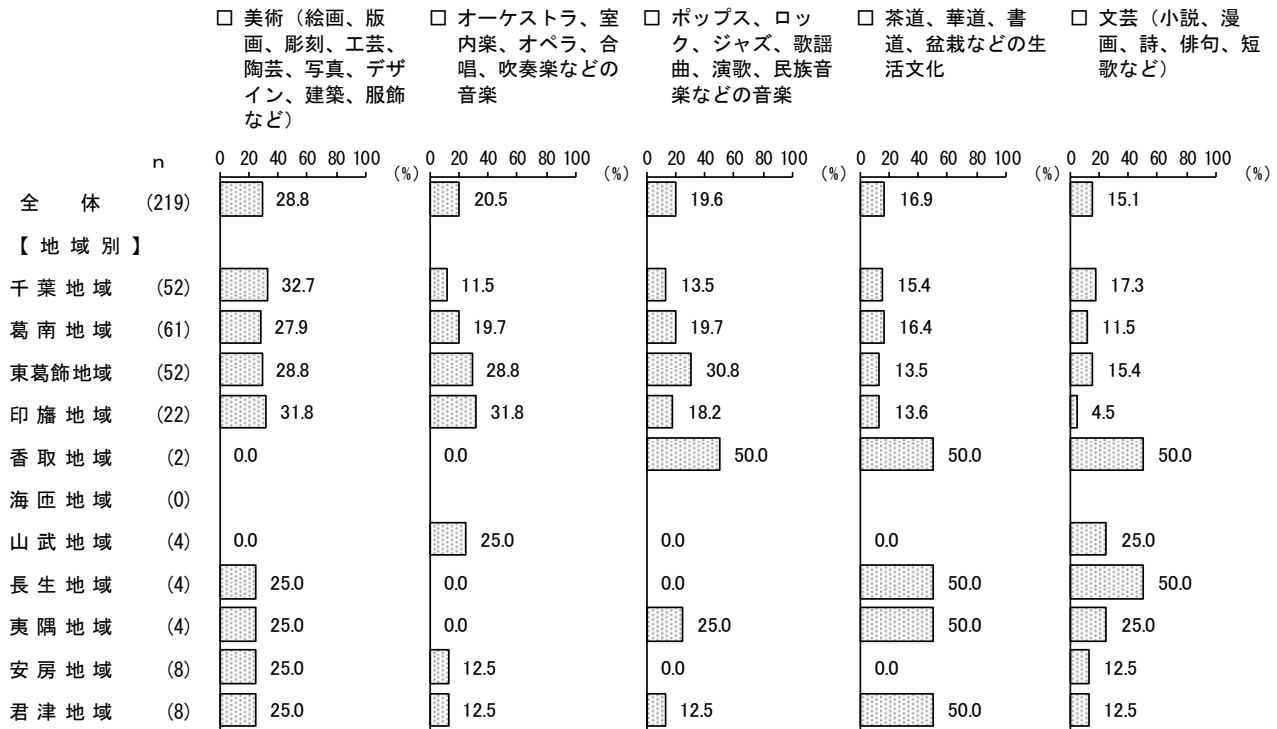 □ 美術（絵画、版
画、彫刻、工芸、
陶芸、写真、デザ
イン、建築、服飾
など）
□ オーケストラ、室
内楽、オペラ、合
唱、吹奏楽などの
音楽
□ ポップス、ロッ
ク、ジャズ、歌謡
曲、演歌、民族音
楽などの音楽
□ 茶道、華道、書
道、盆栽などの生
活文化
□ 文芸（小説、漫
画、詩、俳句、短
歌など）
n 0 20 40 60 80 100 (%) 0 20 40 60 80 100 (%) 0 20 40 60 80 100 (%) 0 20 40 60 80 100 (%) 0 20 40 60 80 100 (%)
全体 (219) 28.8 20.5 19.6 16.9 15.1
【地域別】
千葉地域 (52) 32.7 11.5 13.5 15.4 17.3
葛南地域 (61) 27.9 19.7 19.7 16.4 11.5
東葛飾地域 (52) 28.8 28.8 30.8 13.5 15.4
印旛地域 (22) 31.8 31.8 18.2 13.6 4.5
香取地域 (2) 0.0 0.0 50.0 50.0 50.0
海匝地域 (0)
山武地域 (4) 0.0 25.0 0.0 0.0 25.0
長生地域 (4) 25.0 0.0 0.0 50.0 50.0
夷隅地域 (4) 25.0 0.0 25.0 50.0 25.0
安房地域 (8) 25.0 12.5 0.0 0.0 12.5
君津地域 (8) 25.0 12.5 12.5 50.0 12.5